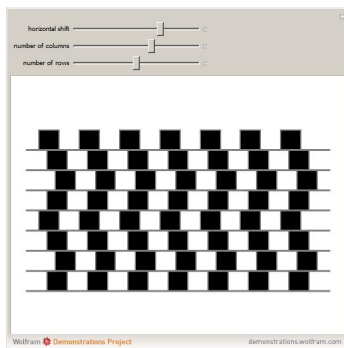 horizontal shift
number of columns
number of rows
Wolfram Demonstrations Project
demonstrations.wolfram.com